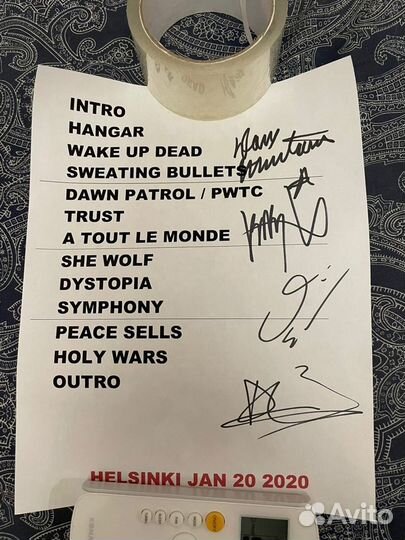 INTRO
HANGAR
WAKE UP DEAD
SWEATING BULLETS
DAWN PATROL / PWTC
TRUST
A TOUT LE MONDE
SHE WOLF
DYSTOPIA
SYMPHONY
PEACE SELLS
HOLY WARS
OUTRO
HELSINKI JAN 20 2020
Avito